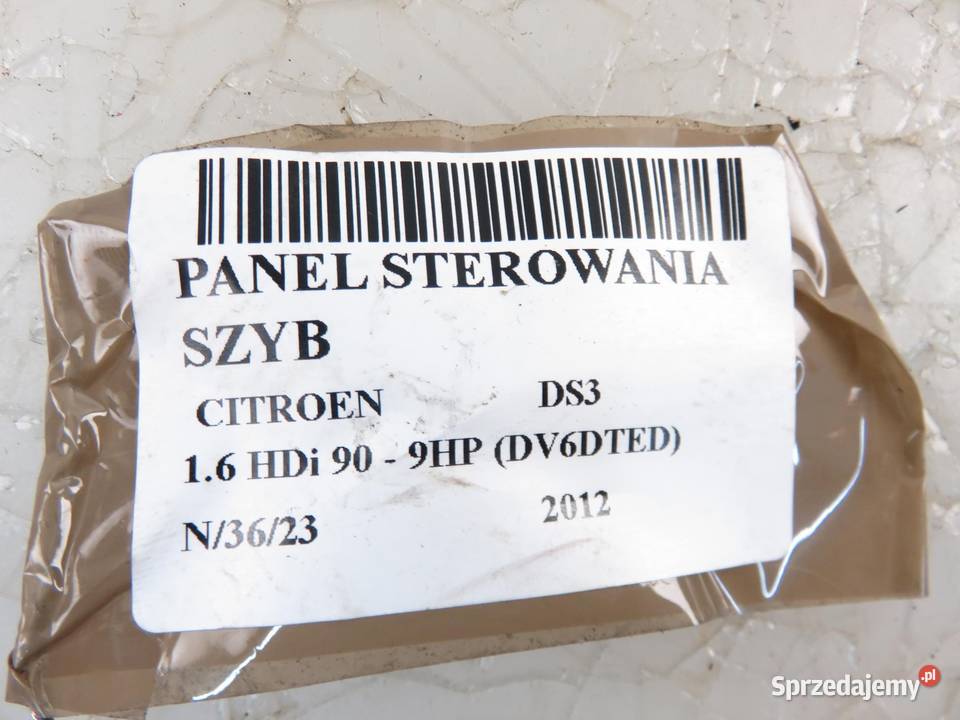 PANEL STEROWANIA
SZYB
CITROEN DS3
1.6 HDi 90 - 9HP (DV6DTED)
N/36/23 2012
Sprzedajemy.pl